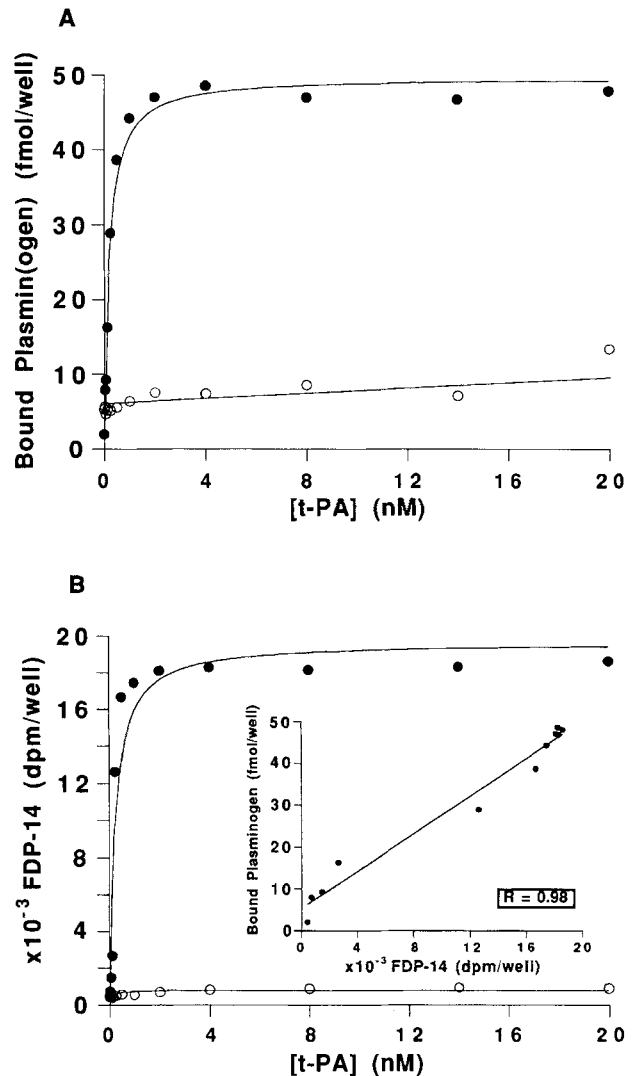 A
Bound Plasmin(ogen) (fmol/well)
50
40
30
20
10
0
0 4 8 12 16 20
[t-PA] (nM)
B
x10⁻³ FDP-14 (dpm/well)
20
16
12
8
4
0
Bound Plasminogen (fmol/well)
50
40
30
20
10
0
R = 0.98
0 4 8 12 16 20
x10⁻³ FDP-14 (dpm/well)
0 4 8 12 16 20
[t-PA] (nM)